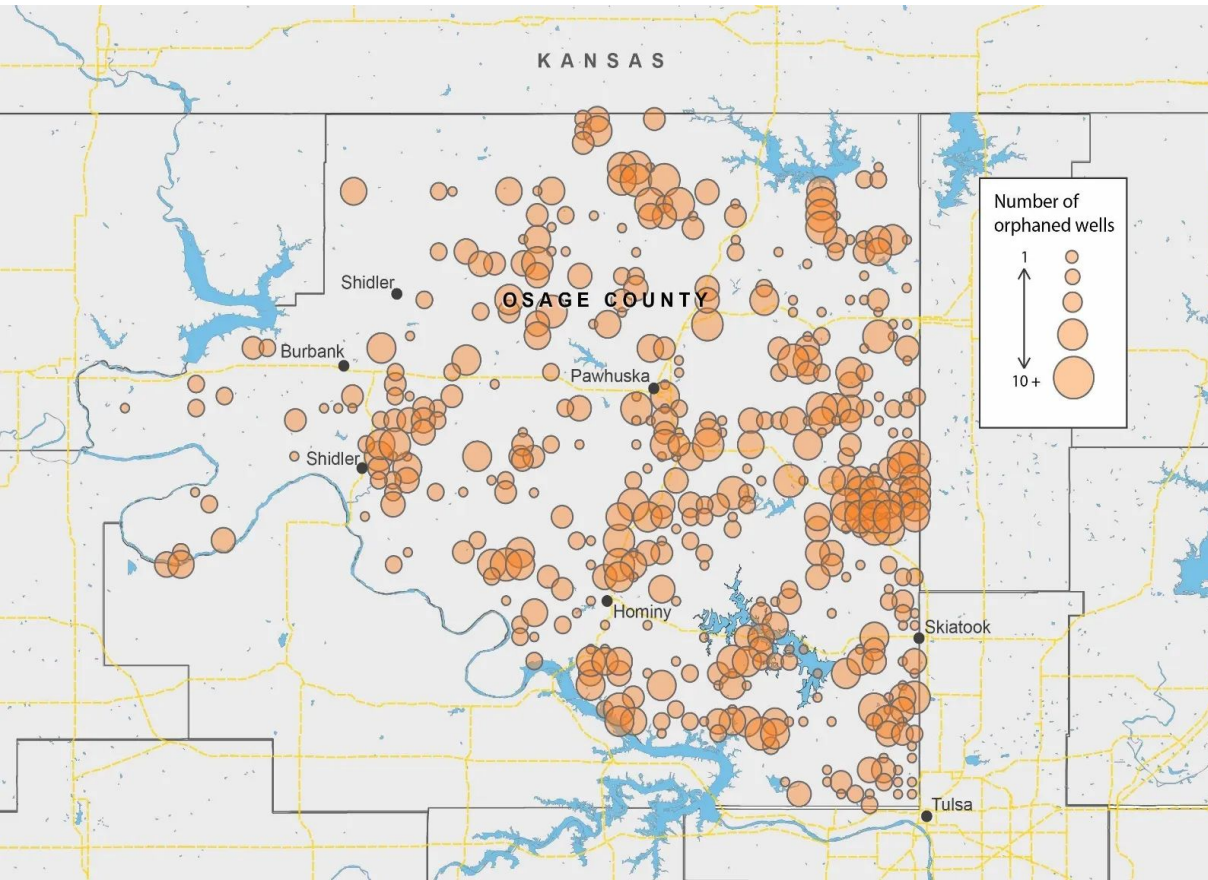 KANSAS
Number of
orphaned wells
1
10 +
Shidler
OSAGE COUNTY
Burbank
Pawhuska
Shidler
Hominy
Skiatook
Tulsa